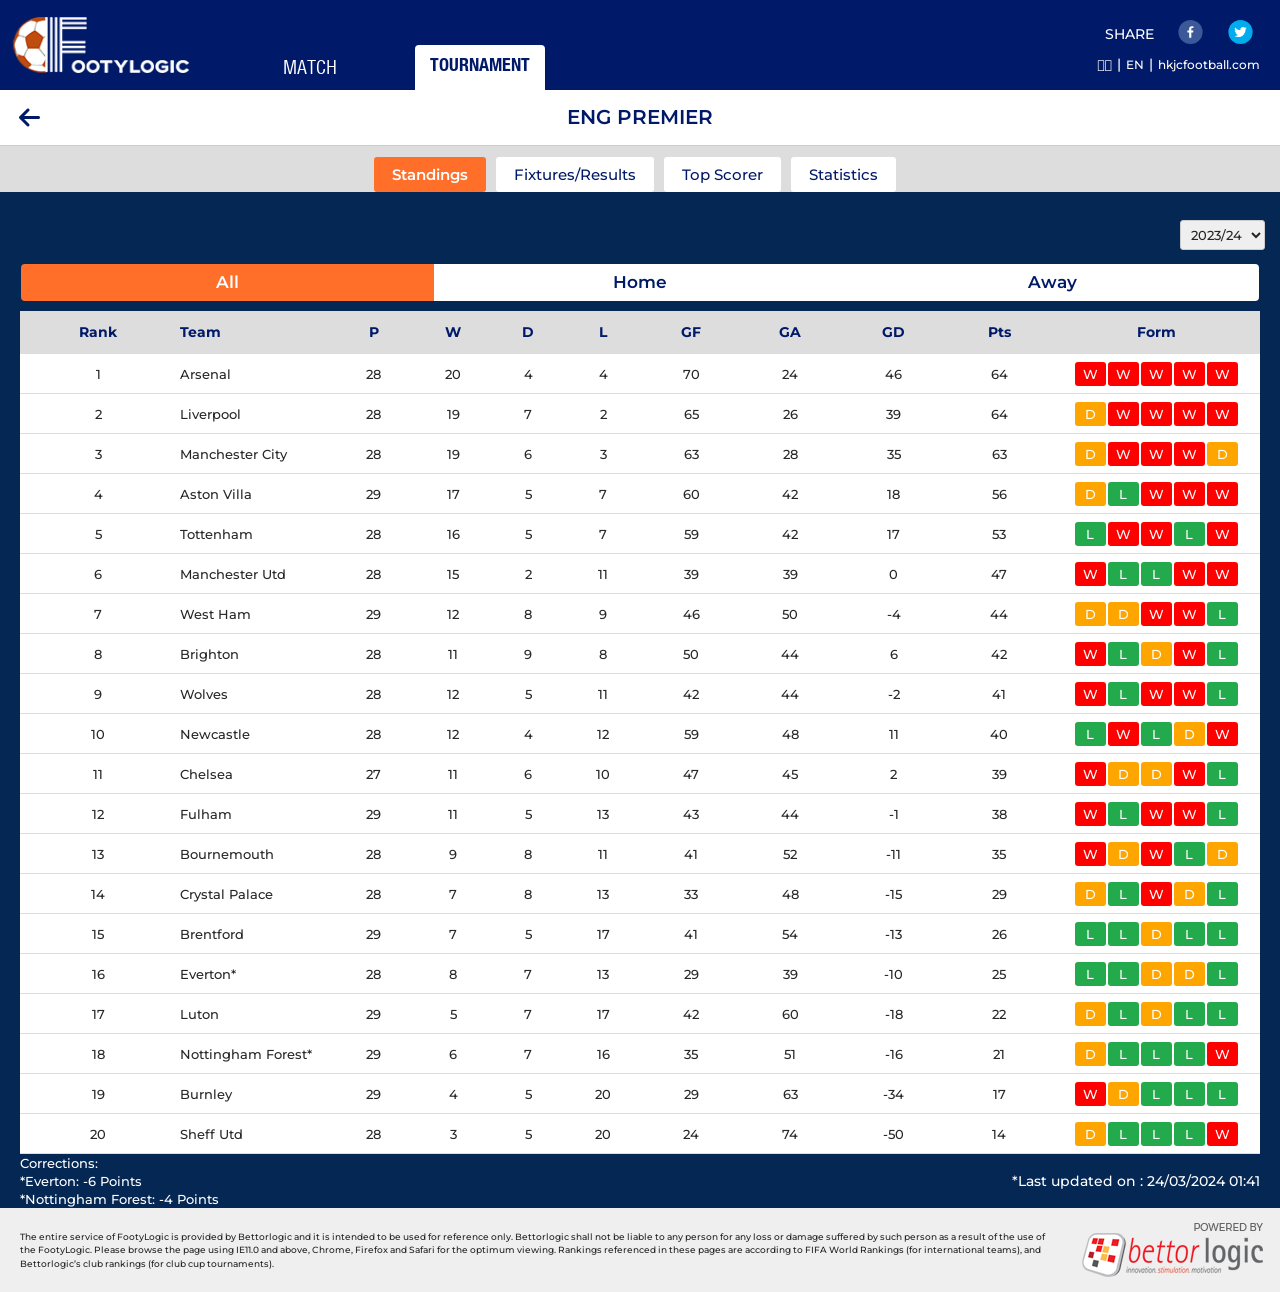 FOOTYLOGIC
MATCH
TOURNAMENT
SHARE
| EN | hkjcfootball.com
ENG PREMIER
Standings Fixtures/Results Top Scorer Statistics
2023/24
All Home Away
Rank Team P W D L GF GA GD Pts Form
1 Arsenal 28 20 4 4 70 24 46 64 W W W W W
2 Liverpool 28 19 7 2 65 26 39 64 D W W W W
3 Manchester City 28 19 6 3 63 28 35 63 D W W W D
4 Aston Villa 29 17 5 7 60 42 18 56 D L W W W
5 Tottenham 28 16 5 7 59 42 17 53 L W W L W
6 Manchester Utd 28 15 2 11 39 39 0 47 W L L W W
7 West Ham 29 12 8 9 46 50 -4 44 D D W W L
8 Brighton 28 11 9 8 50 44 6 42 W L D W L
9 Wolves 28 12 5 11 42 44 -2 41 W L W W L
10 Newcastle 28 12 4 12 59 48 11 40 L W L D W
11 Chelsea 27 11 6 10 47 45 2 39 W D D W L
12 Fulham 29 11 5 13 43 44 -1 38 W L W W L
13 Bournemouth 28 9 8 11 41 52 -11 35 W D W L D
14 Crystal Palace 28 7 8 13 33 48 -15 29 D L W D L
15 Brentford 29 7 5 17 41 54 -13 26 L L D L L
16 Everton* 28 8 7 13 29 39 -10 25 L L D D L
17 Luton 29 5 7 17 42 60 -18 22 D L D L L
18 Nottingham Forest* 29 6 7 16 35 51 -16 21 D L L L W
19 Burnley 29 4 5 20 29 63 -34 17 W D L L L
20 Sheff Utd 28 3 5 20 24 74 -50 14 D L L L W
Corrections:
*Everton: -6 Points
*Nottingham Forest: -4 Points
*Last updated on : 24/03/2024 01:41
The entire service of FootyLogic is provided by Bettorlogic and it is intended to be used for reference only. Bettorlogic shall not be liable to any person for any loss or damage suffered by such person as a result of the use of
the FootyLogic. Please browse the page using IE11.0 and above, Chrome, Firefox and Safari for the optimum viewing. Rankings referenced in these pages are according to FIFA World Rankings (for international teams), and
Bettorlogic's club rankings (for club cup tournaments).
POWERED BY
bettor logic
innovation.stimulation.motivation